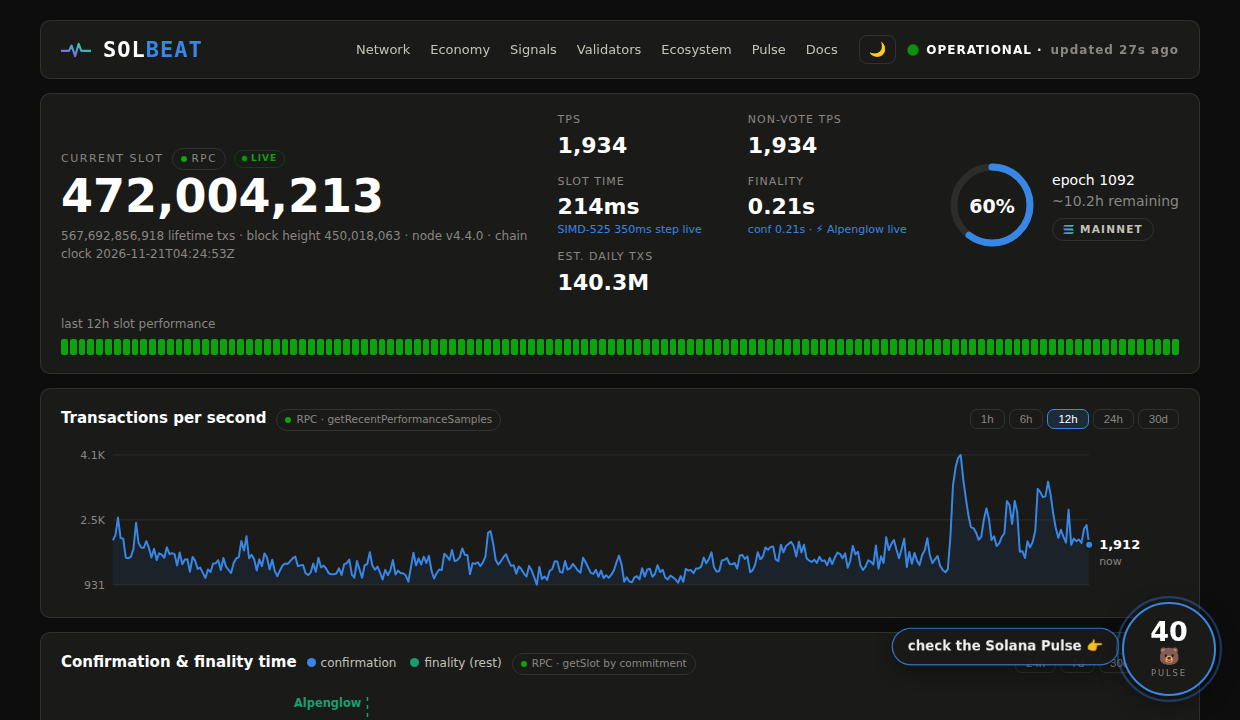 SOLBEAT
Network Economy Signals Validators Ecosystem Pulse Docs
OPERATIONAL · updated 27s ago
CURRENT SLOT RPC LIVE
472,004,213
567,692,856,918 lifetime txs · block height 450,018,063 · node v4.4.0 · chain
clock 2026-11-21T04:24:53Z
TPS
1,934
NON-VOTE TPS
1,934
SLOT TIME
214ms
SIMD-525 350ms step live
FINALITY
0.21s
conf 0.21s · ⚡ Alpenglow live
EST. DAILY TXS
140.3M
60%
epoch 1092
~10.2h remaining
MAINNET
last 12h slot performance
Transactions per second RPC · getRecentPerformanceSamples
1h 6h 12h 24h 30d
4.1K
2.5K
931
1,912
now
Confirmation & finality time confirmation finality (rest) RPC · getSlot by commitment
Alpenglow
check the Solana Pulse 👉
40
PULSE